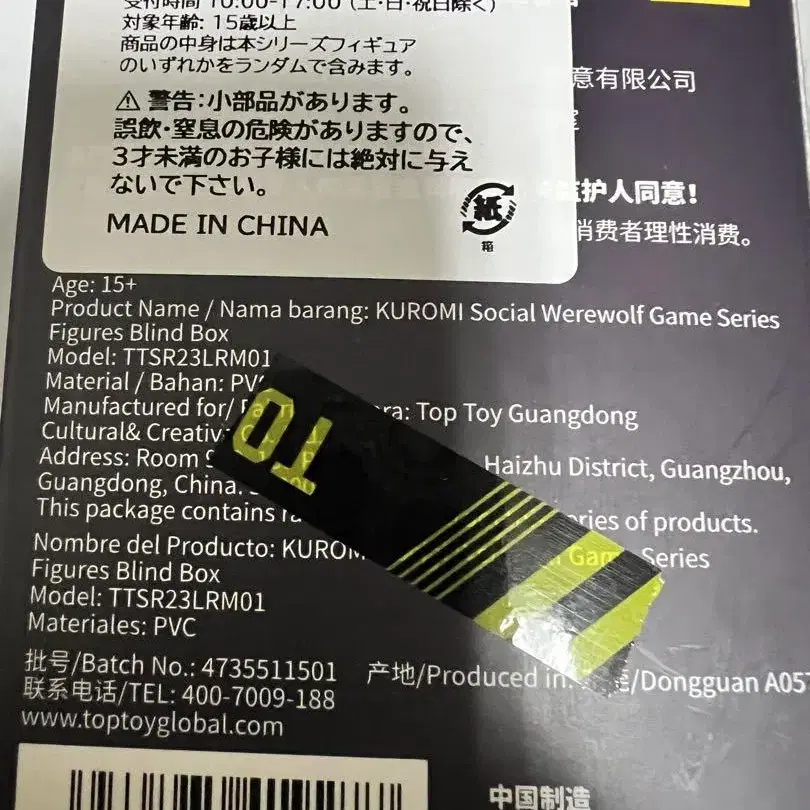 受付時間 10:00-17:00 (土・日・祝日除く)
対象年齢: 15歳以上
商品の中身は本シリーズフィギュア
のいずれかをランダムで含みます。
⚠ 警告:小部品があります。
誤飲・窒息の危険がありますので、
3才未満のお子様には絶対に与え
ないで下さい。
MADE IN CHINA
紙
箱
意有限公司
监护人同意!
消费者理性消费。
Age: 15+
Product Name / Nama barang: KUROMI Social Werewolf Game Series
Figures Blind Box
Model: TTSR23LRM01
Material / Bahan: PVC
Manufactured for/ : Top Toy Guangdong
Cultural&
Address: Room Haizhu District, Guangzhou,
Guangdong, China.
This package contains series of products.
Nombre del Producto: KUROMI Game Series
Figures Blind Box
Model: TTSR23LRM01
Materiales: PVC
批号/Batch No.: 4735511501 产地/Produced in: /Dongguan A057
联系电话/TEL: 400-7009-188
www.toptoyglobal.com
中国制造
TO